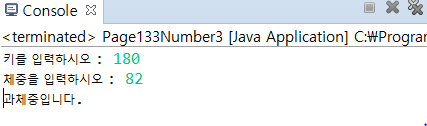 Console
<terminated> Page133Number3 [Java Application] C:₩Progran
키를 입력하시오 : 180
체중을 입력하시오 : 82
과체중입니다.